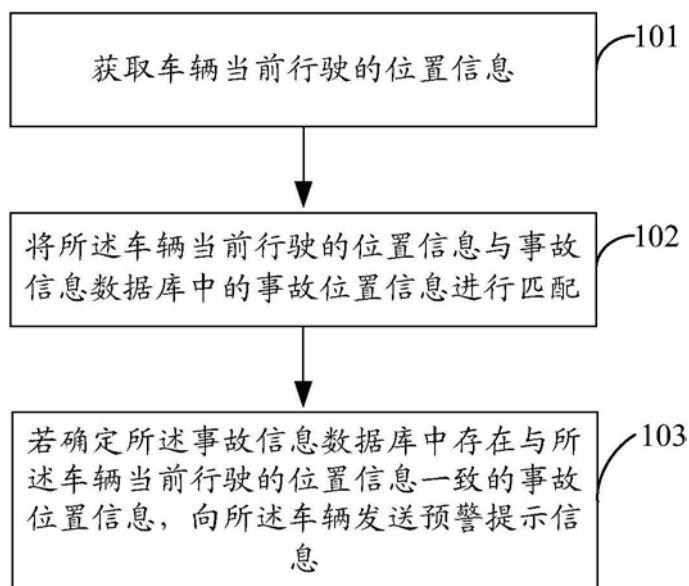 获取车辆当前行驶的位置信息
101
将所述车辆当前行驶的位置信息与事故
信息数据库中的事故位置信息进行匹配
102
若确定所述事故信息数据库中存在与所
述车辆当前行驶的位置信息一致的事故
位置信息，向所述车辆发送预警提示信
息
103